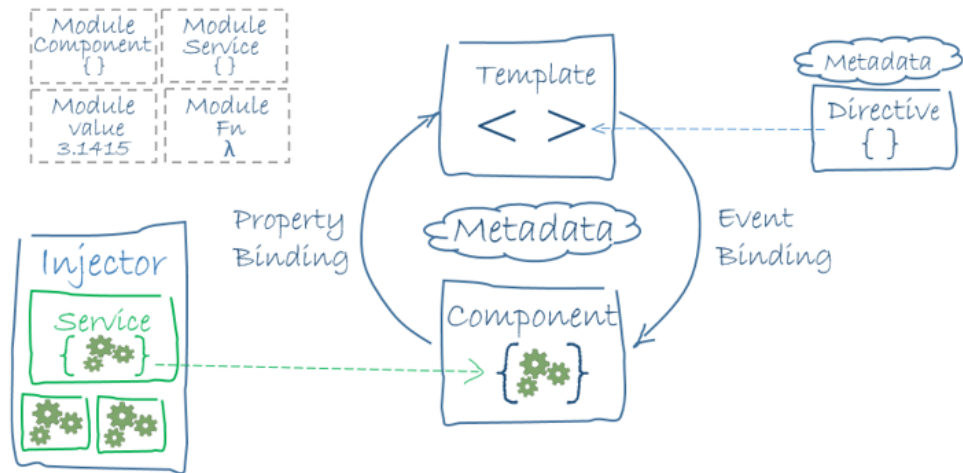 Module
Component
{ }
Module
Service
{ }
Module
value
3.1415
Module
Fn
λ
Template
< >
Metadata
Directive
{ }
Property
Binding
Metadata
Event
Binding
Injector
Service
{ }
Component
{ }